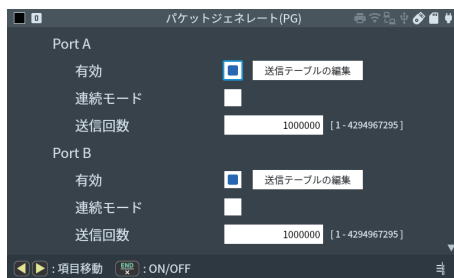 0 パケットジェネレート(PG)
Port A
有効 送信テーブルの編集
連続モード
送信回数 1000000 [1-4294967295]
Port B
有効 送信テーブルの編集
連続モード
送信回数 1000000 [1-4294967295]
:項目移動 END × :ON/OFF